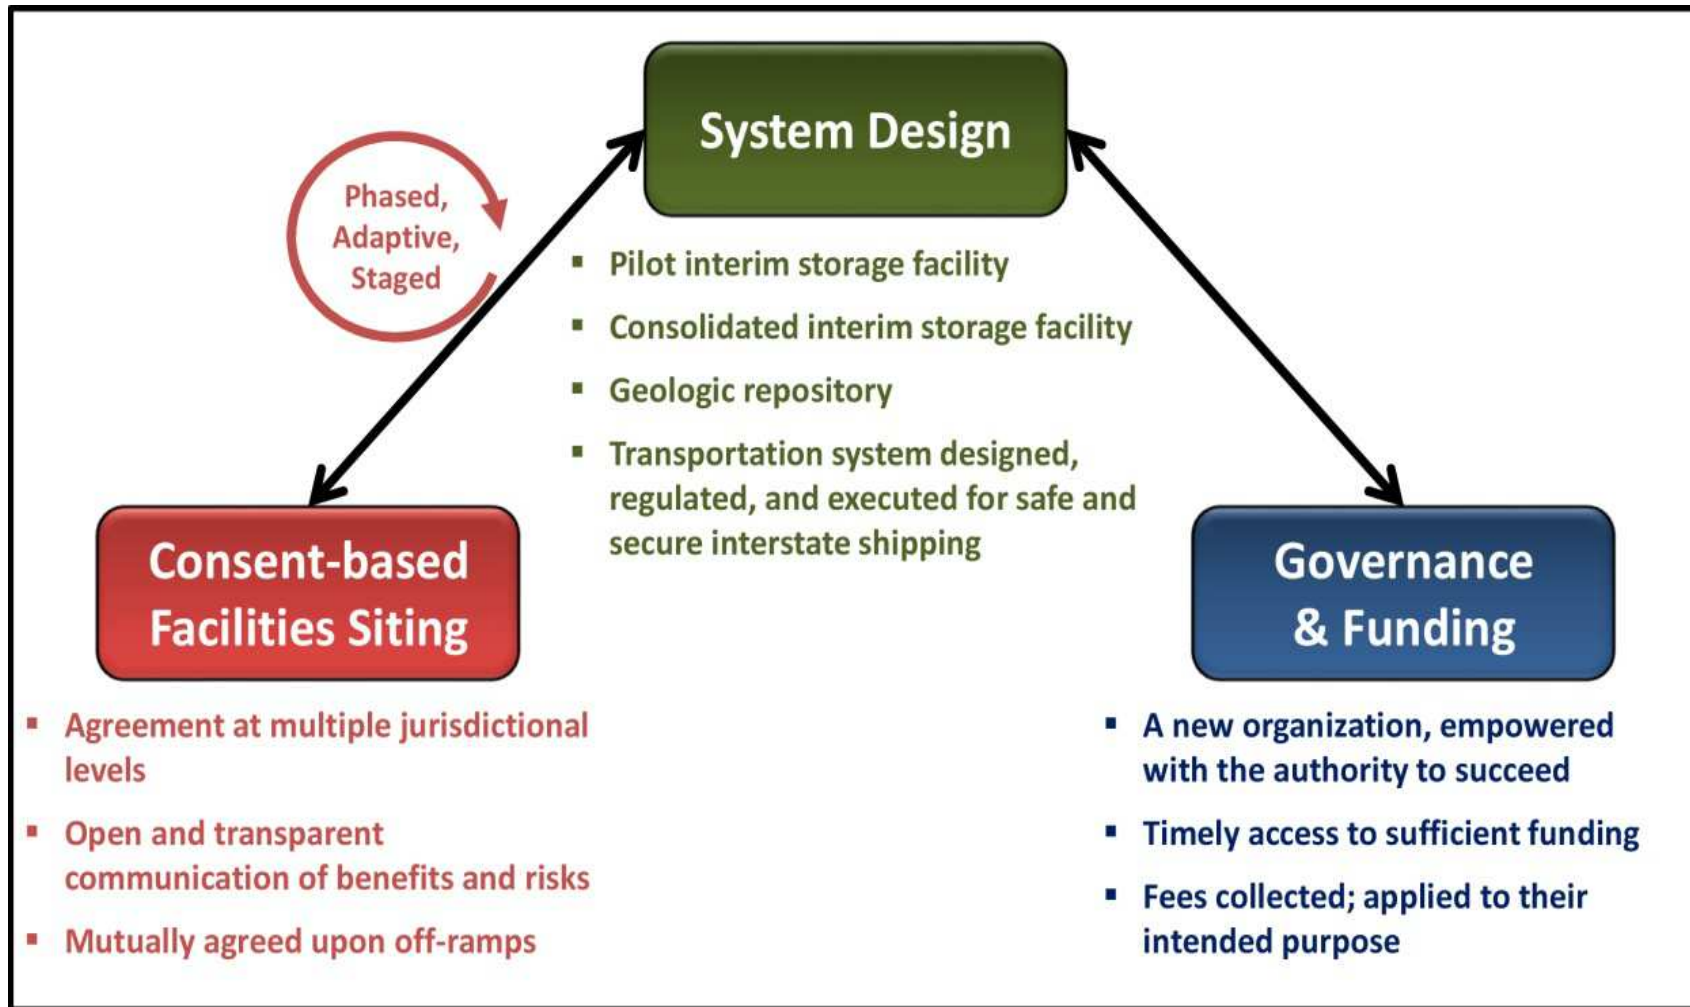 System Design
Phased,
Adaptive,
Staged
▪ Pilot interim storage facility
▪ Consolidated interim storage facility
▪ Geologic repository
▪ Transportation system designed,
regulated, and executed for safe and
secure interstate shipping
Consent-based
Facilities Siting
▪ Agreement at multiple jurisdictional
levels
▪ Open and transparent
communication of benefits and risks
▪ Mutually agreed upon off-ramps
Governance
& Funding
▪ A new organization, empowered
with the authority to succeed
▪ Timely access to sufficient funding
▪ Fees collected; applied to their
intended purpose